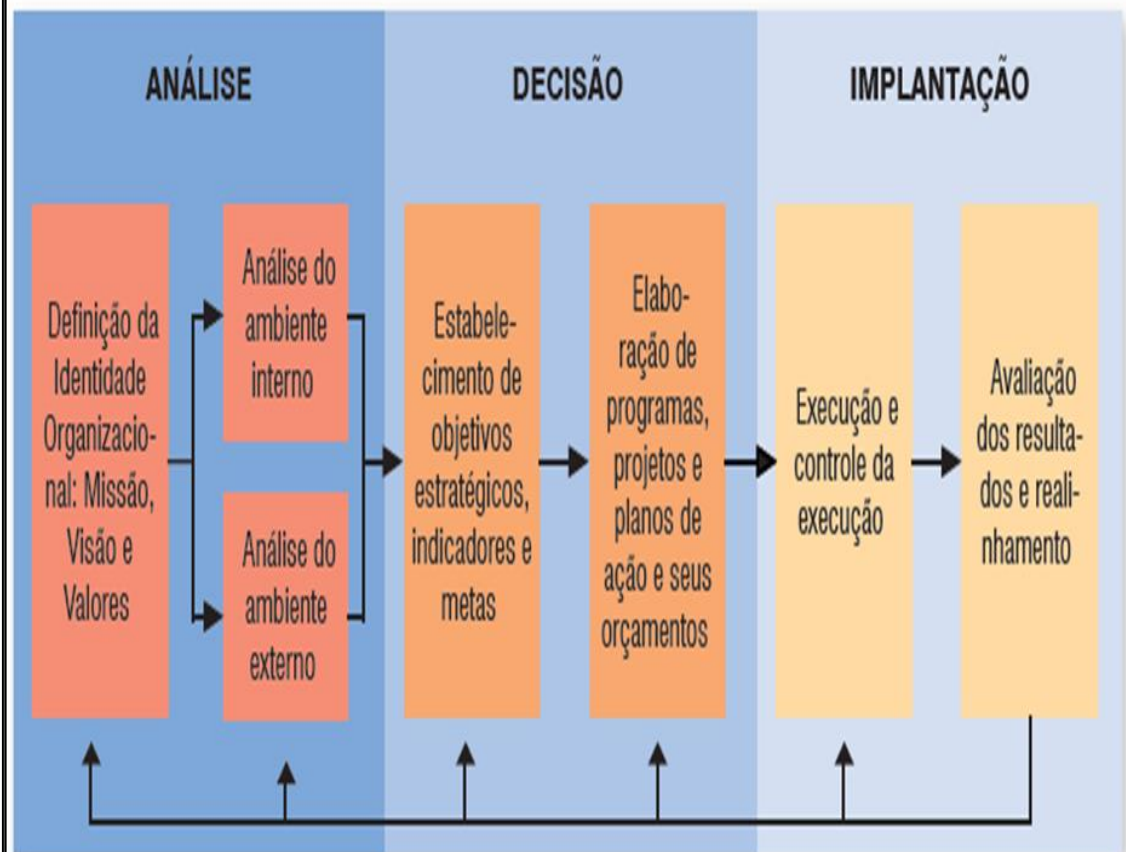 ANÁLISE
DECISÃO
IMPLANTAÇÃO
Definição da
Identidade
Organizacio-
nal: Missão,
Visão e
Valores
Análise do
ambiente
interno
Análise do
ambiente
externo
Estabele-
cimento de
objetivos
estratégicos,
indicadores e
metas
Elabo-
ração de
programas,
projetos e
planos de
ação e seus
orçamentos
Execução e
controle da
execução
Avaliação
dos resulta-
dos e reali-
nhamento